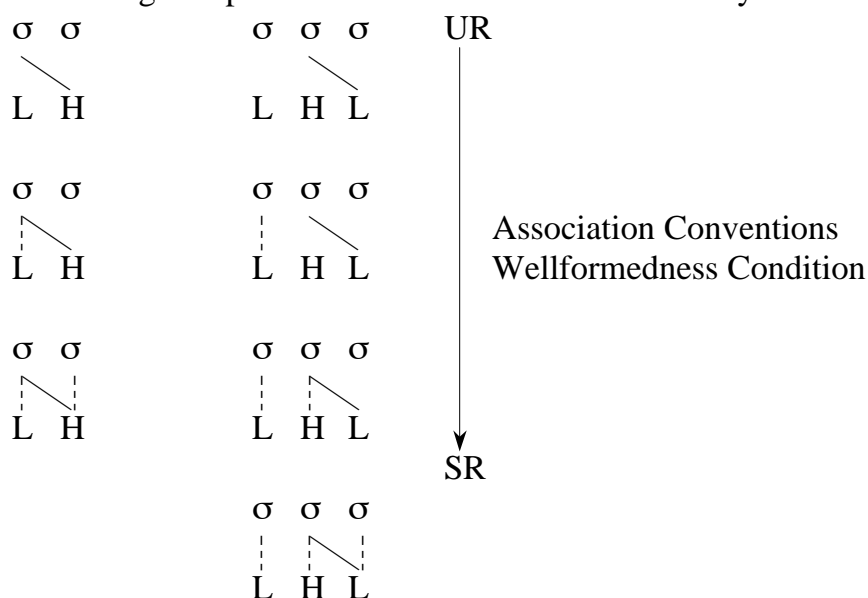 σ σ σ σ σ UR
L H L H L
σ σ σ σ σ
Association Conventions
L H L H L Wellformedness Condition
σ σ σ σ σ
L H L H L
SR
σ σ σ
L H L